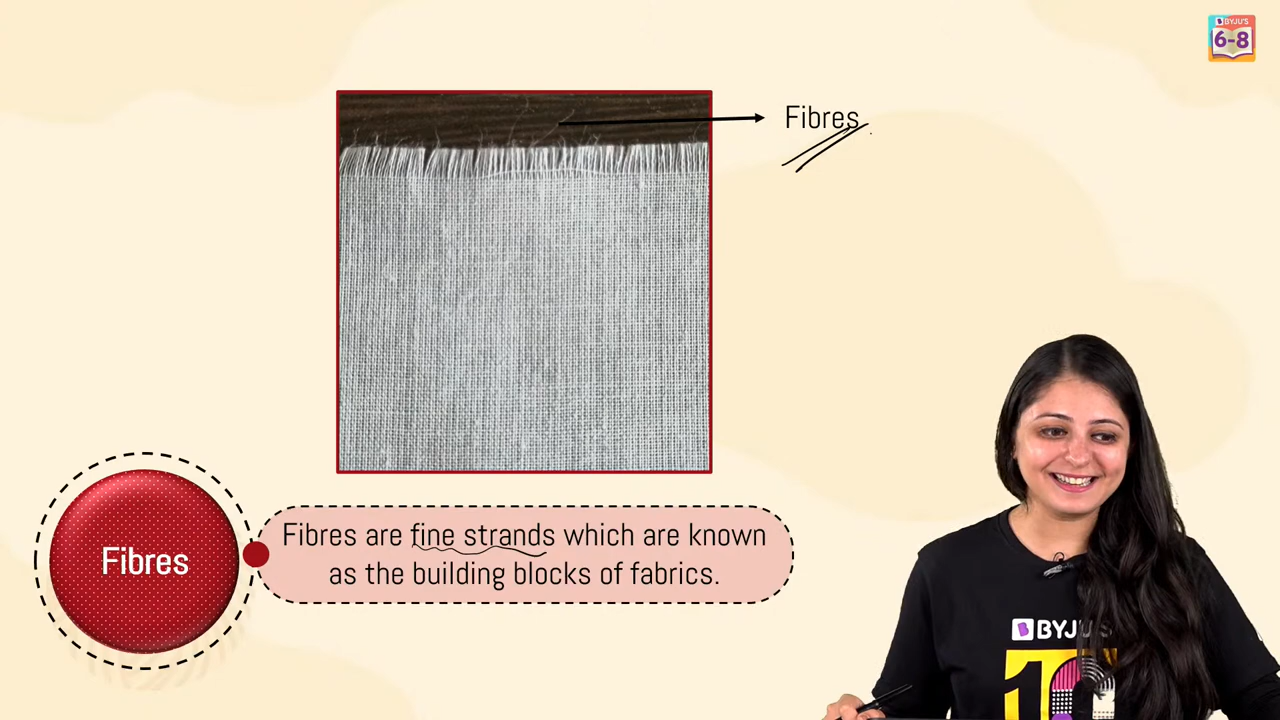 BYJU'S
6-8
Fibres
Fibres
Fibres are fine strands which are known
as the building blocks of fabrics.
BYJU'S
10